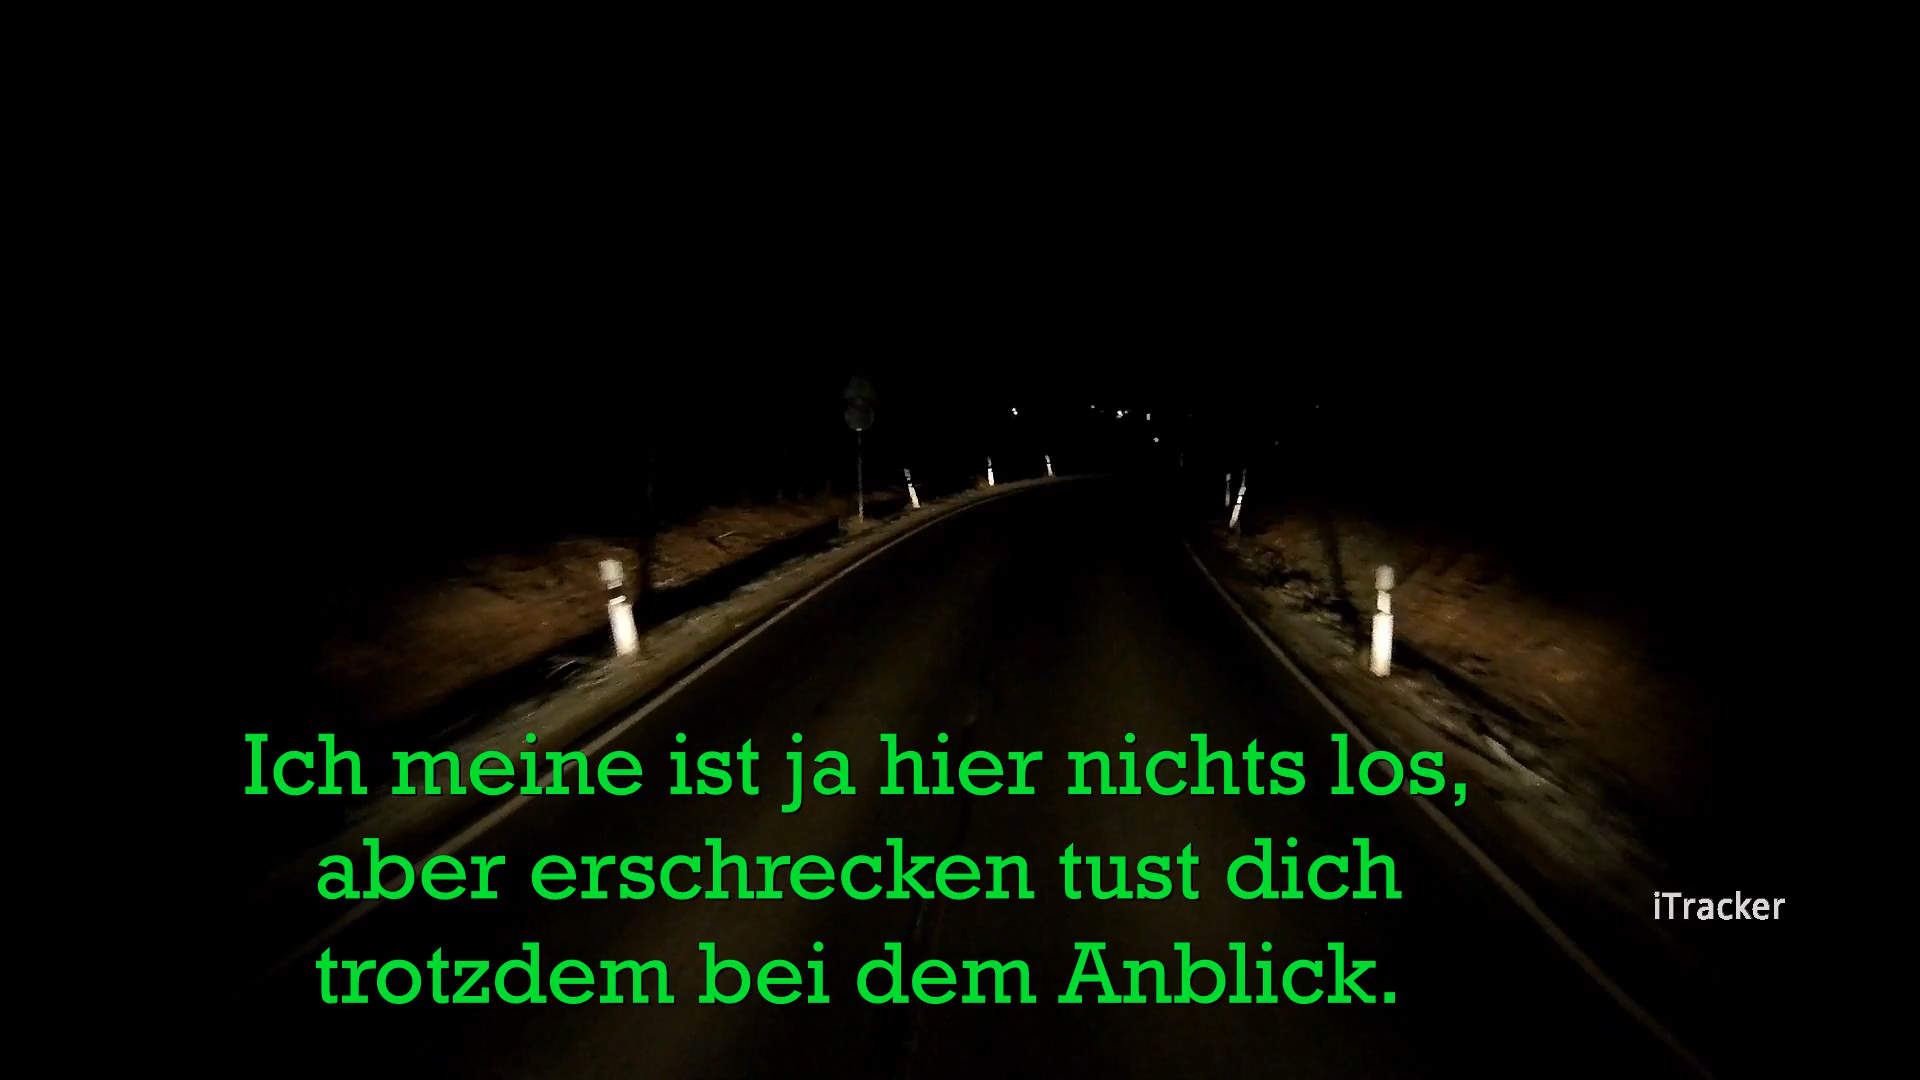 Ich meine ist ja hier nichts los,
aber erschrecken tust dich
trotzdem bei dem Anblick.
iTracker